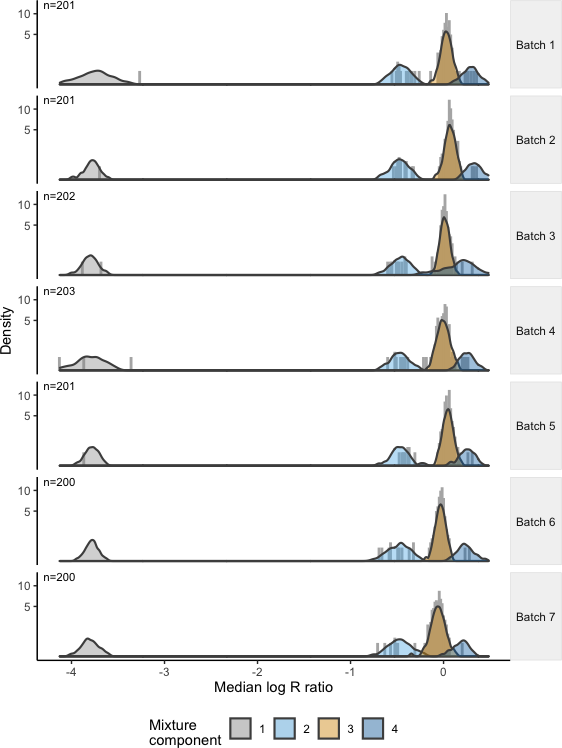 n=201
10
5
Batch 1
n=201
10
5
Batch 2
n=202
10
5
Batch 3
n=203
10
5
Batch 4
n=201
10
5
Batch 5
n=200
10
5
Batch 6
n=200
10
5
Batch 7
Density
-4 -3 -2 -1 0
Median log R ratio
Mixture
component 1 2 3 4